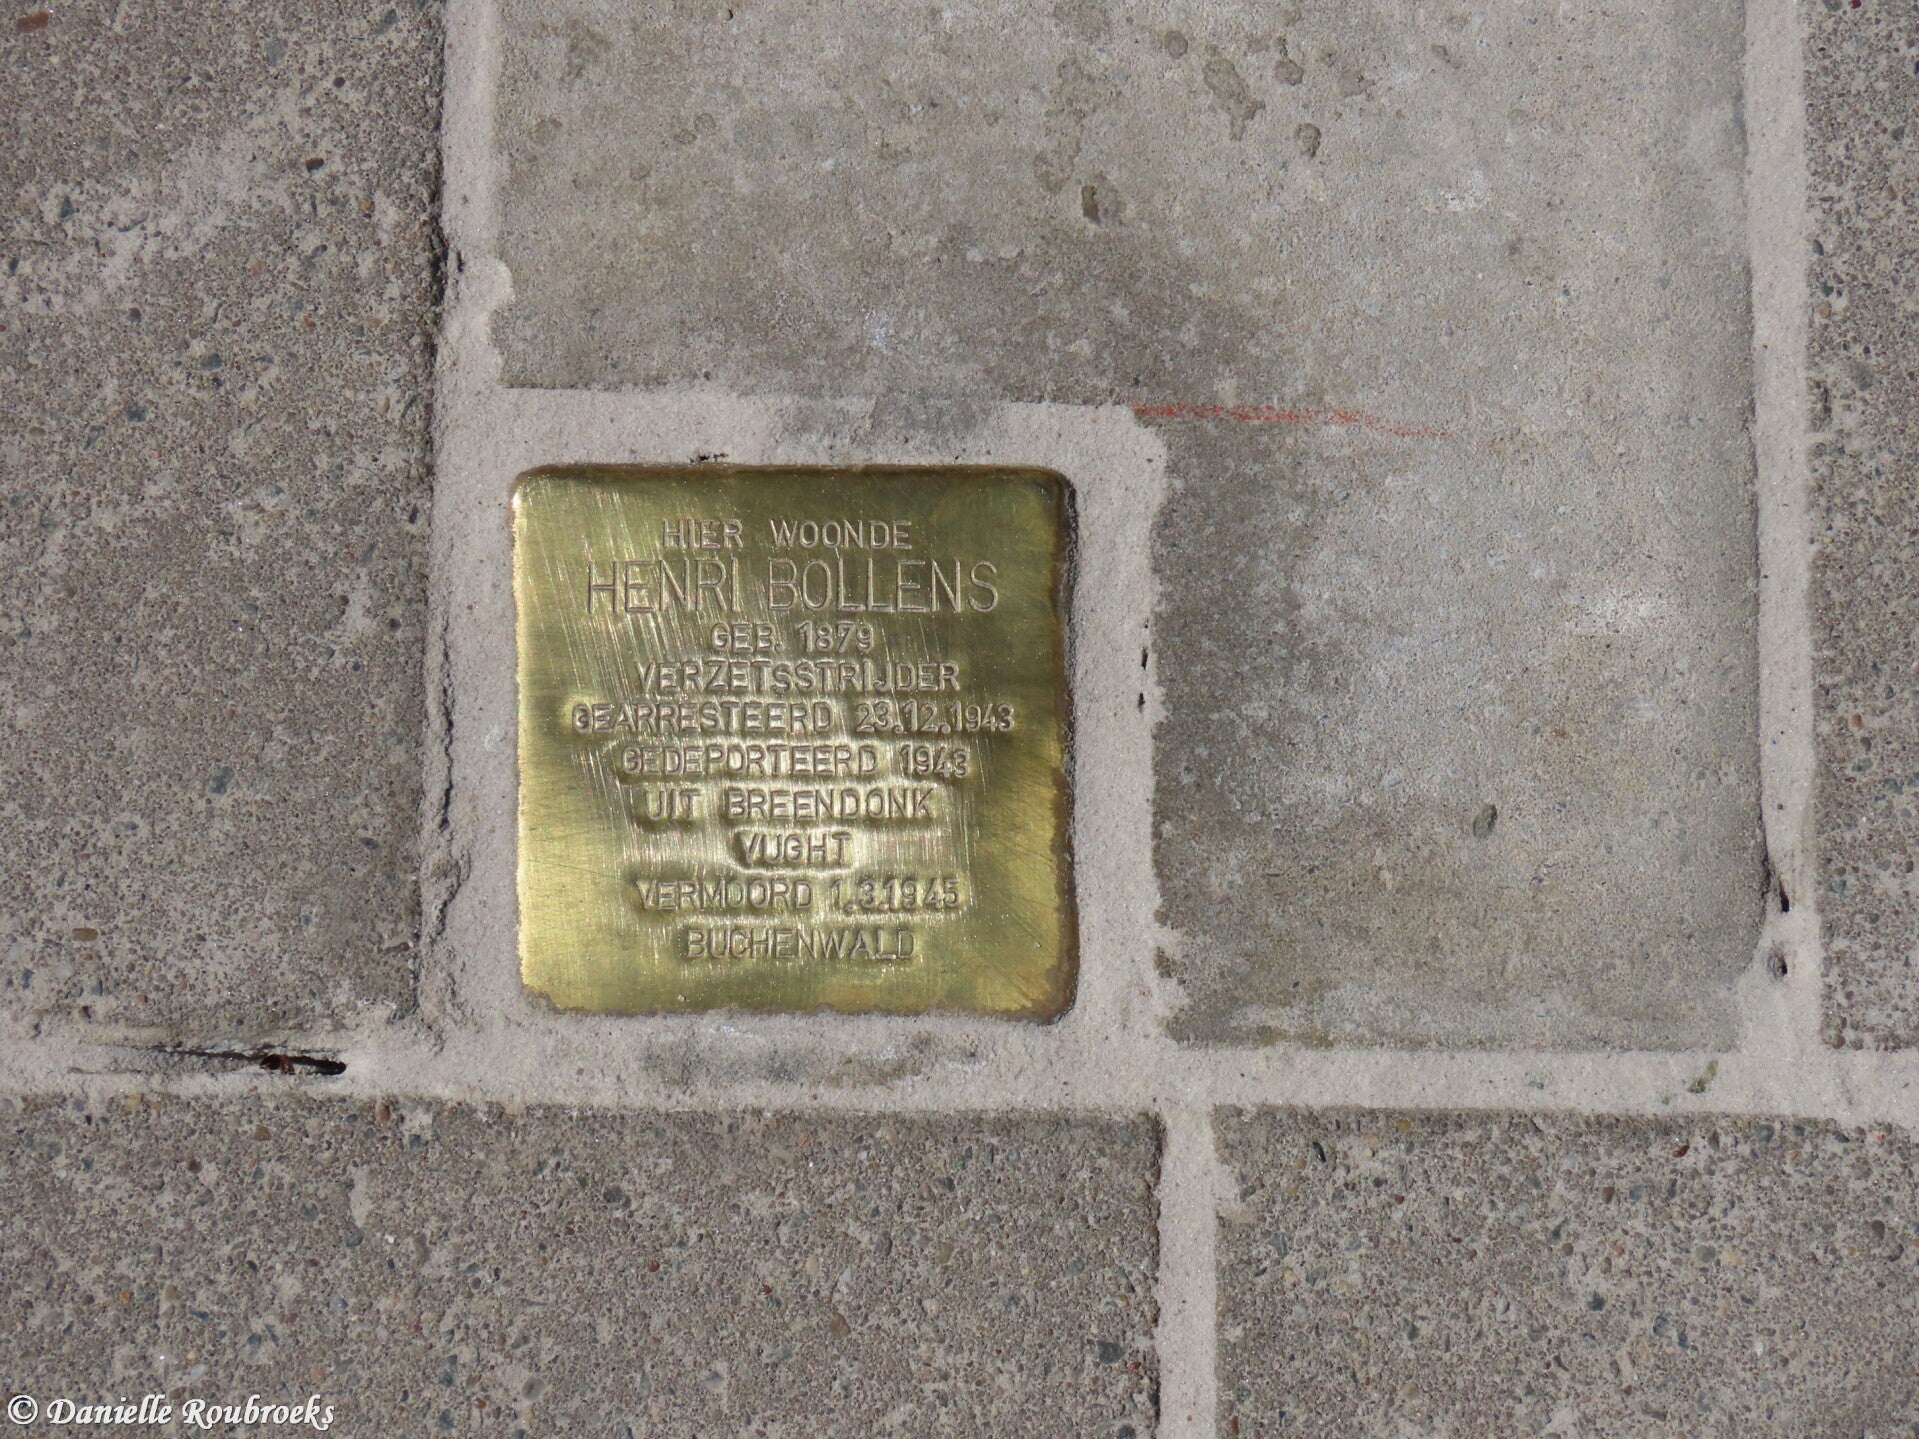 HIER WOONDE
HENRI BOLLENS
GEB. 1879
VERZETSSTRIJDER
GEARRESTEERD 23.12.1943
GEDEPORTEERD 1943
UIT BREENDONK
VUGHT
VERMOORD 1.3.1945
BUCHENWALD
© Danielle Roubroeks